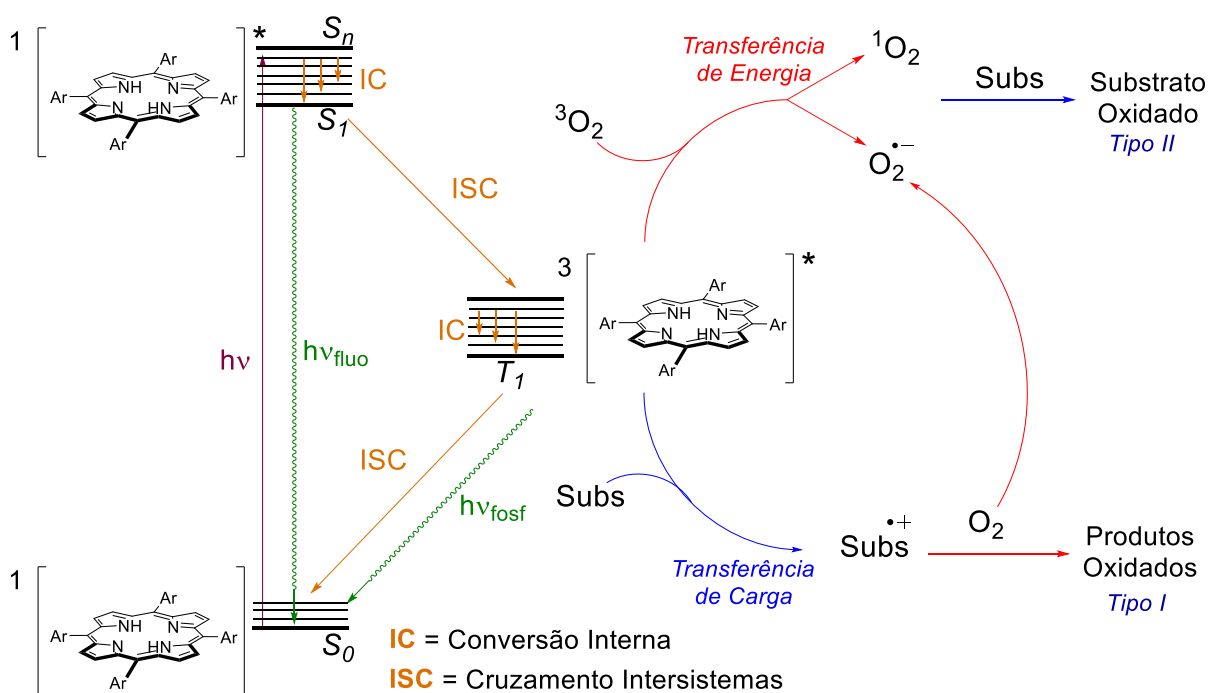 1
*
Ar
NH
N
Ar
Ar
N
HN
Ar
Sn
IC
S1
ISC
hν
hνfluo
IC
T1
ISC
hνfosf
1
Ar
NH
N
Ar
Ar
N
HN
Ar
S0
IC = Conversão Interna
ISC = Cruzamento Intersistemas
Transferência
de Energia
³O₂
¹O₂
O₂•−
Subs
Substrato
Oxidado
Tipo II
3
*
Ar
NH
N
Ar
Ar
N
HN
Ar
Subs
Transferência
de Carga
Subs•+
O₂
Produtos
Oxidados
Tipo I